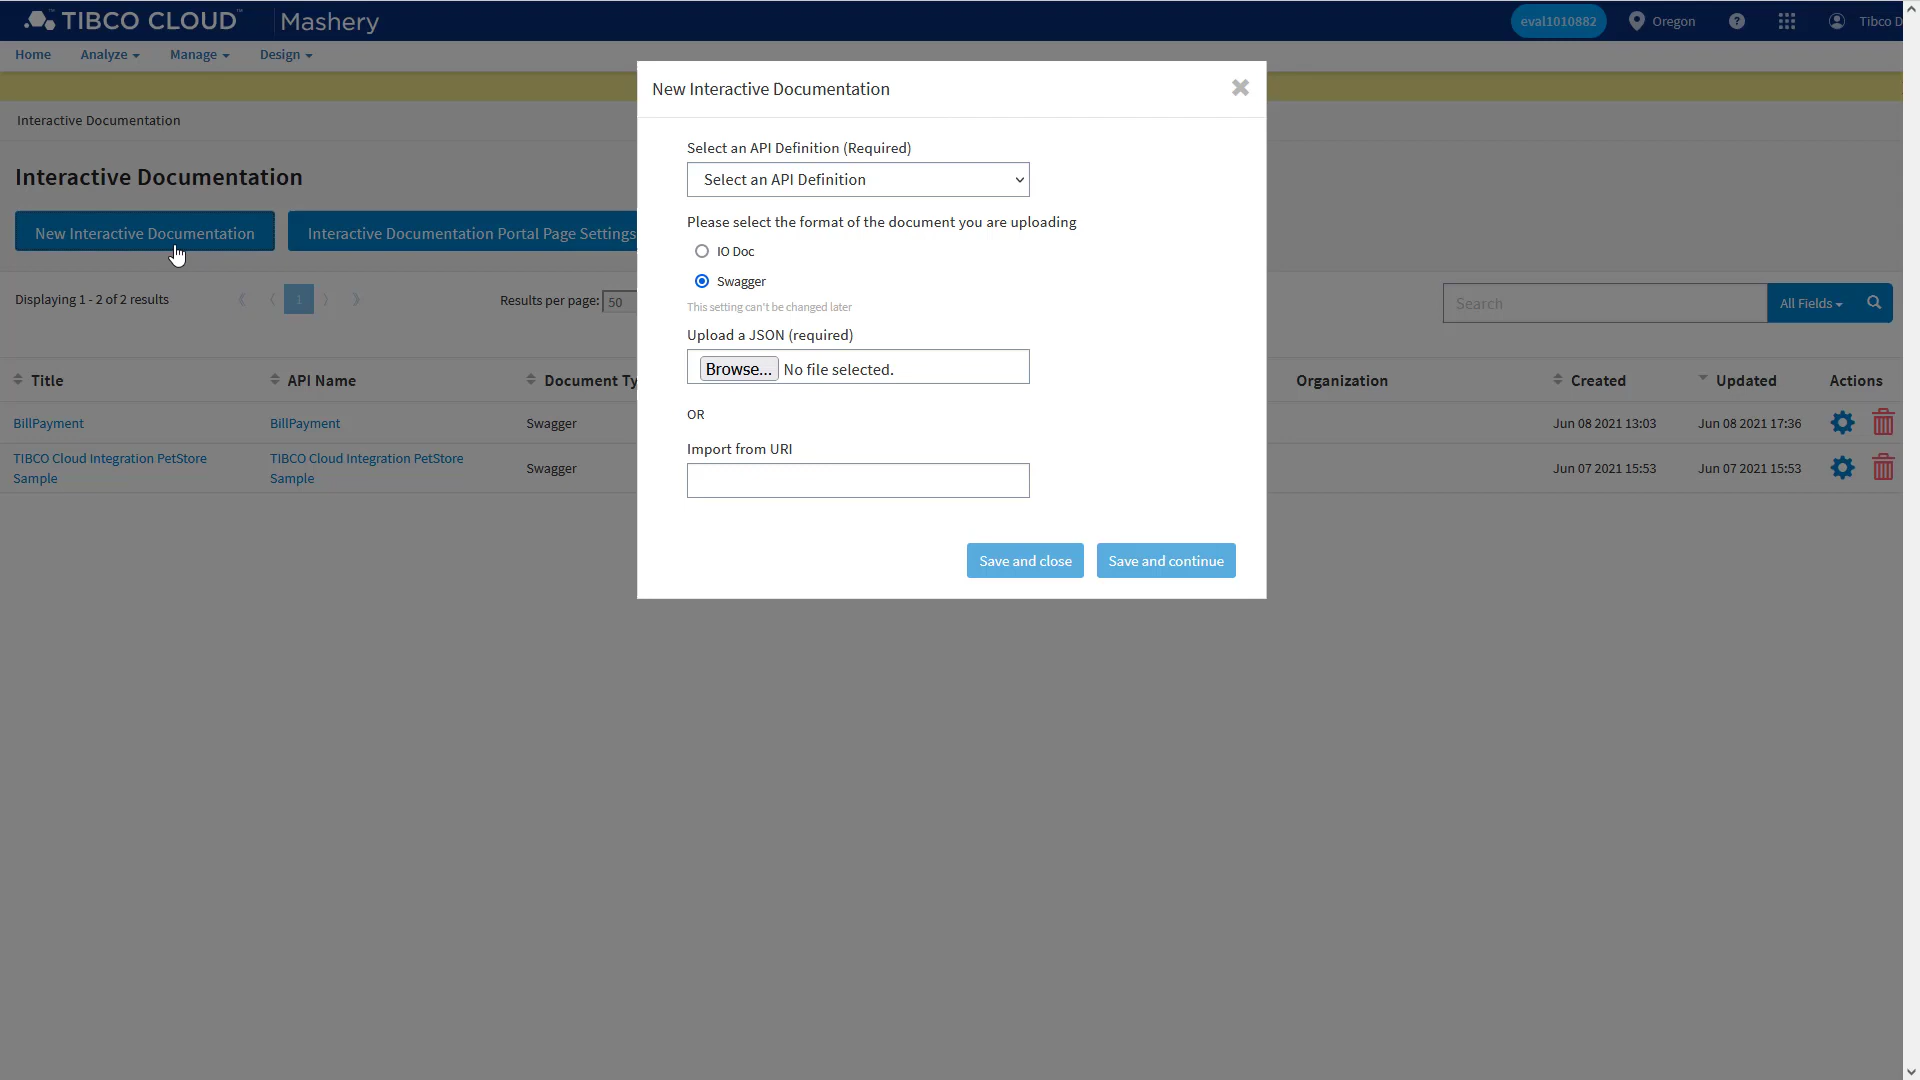 TIBCO CLOUD™ Mashery
eval1010882 Oregon ? Tibco D
Home Analyze Manage Design
Interactive Documentation
Interactive Documentation
New Interactive Documentation Interactive Documentation Portal Page Settings
Displaying 1 - 2 of 2 results 《 〈 1 〉 》 Results per page: 50
Search All Fields
Title API Name Document Ty Organization Created Updated Actions
BillPayment BillPayment Swagger Jun 08 2021 13:03 Jun 08 2021 17:36
TIBCO Cloud Integration PetStore Sample TIBCO Cloud Integration PetStore Sample Swagger Jun 07 2021 15:53 Jun 07 2021 15:53
New Interactive Documentation
Select an API Definition (Required)
Select an API Definition
Please select the format of the document you are uploading
IO Doc
Swagger
This setting can't be changed later
Upload a JSON (required)
Browse... No file selected.
OR
Import from URI
Save and close Save and continue